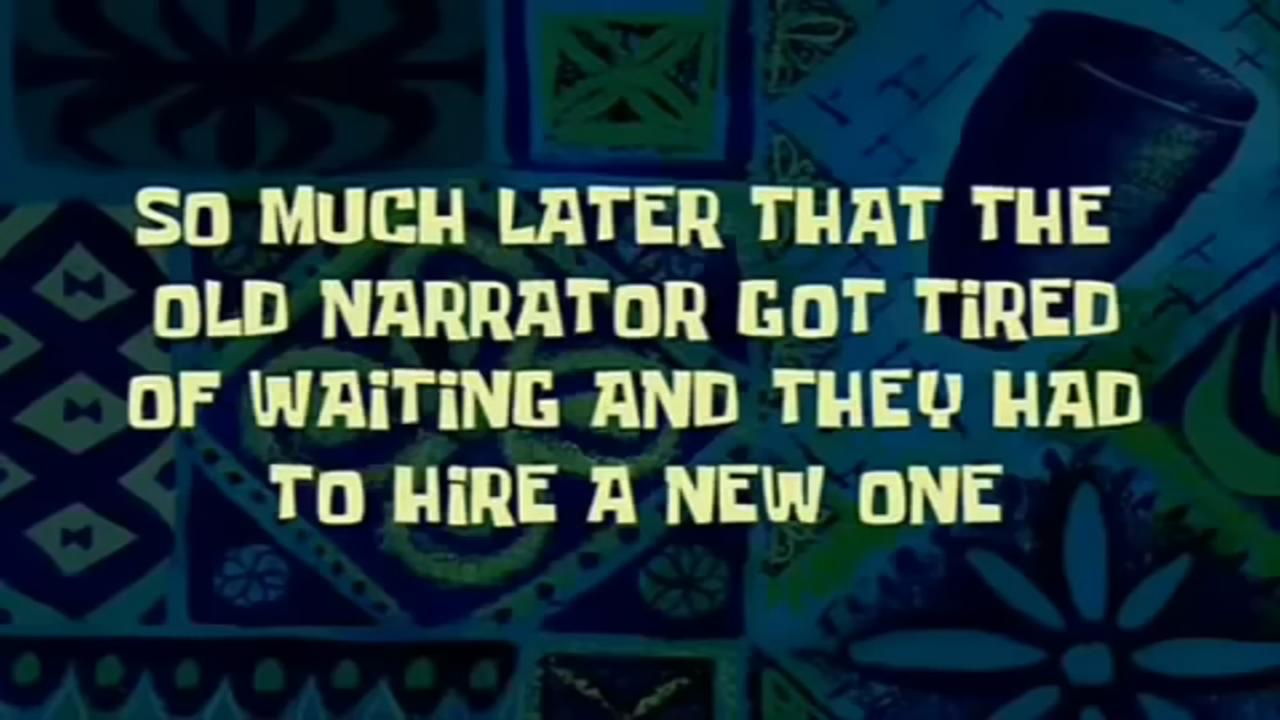 SO MUCH LATER THAT THE
OLD NARRATOR GOT TiRED
OF WAiTiNG AND THEY HAD
TO HiRE A NEW ONE